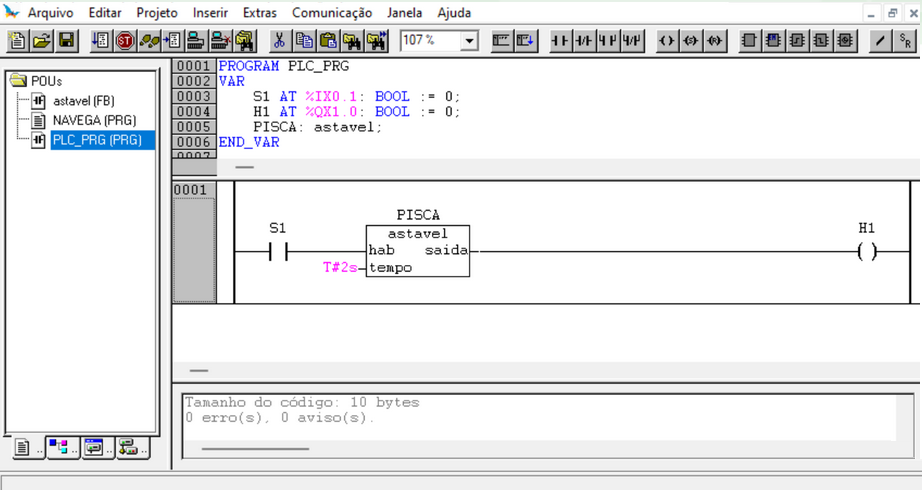 Arquivo Editar Projeto Inserir Extras Comunicação Janela Ajuda
107 %
POUs
astavel (FB)
NAVEGA (PRG)
PLC_PRG (PRG)
0001 PROGRAM PLC_PRG
0002 VAR
0003 S1 AT %IX0.1: BOOL := 0;
0004 H1 AT %QX1.0: BOOL := 0;
0005 PISCA: astavel;
0006 END_VAR
0007
0001
PISCA
S1
astavel
H1
hab saida
T#2s tempo
Tamanho do código: 10 bytes
0 erro(s), 0 aviso(s).